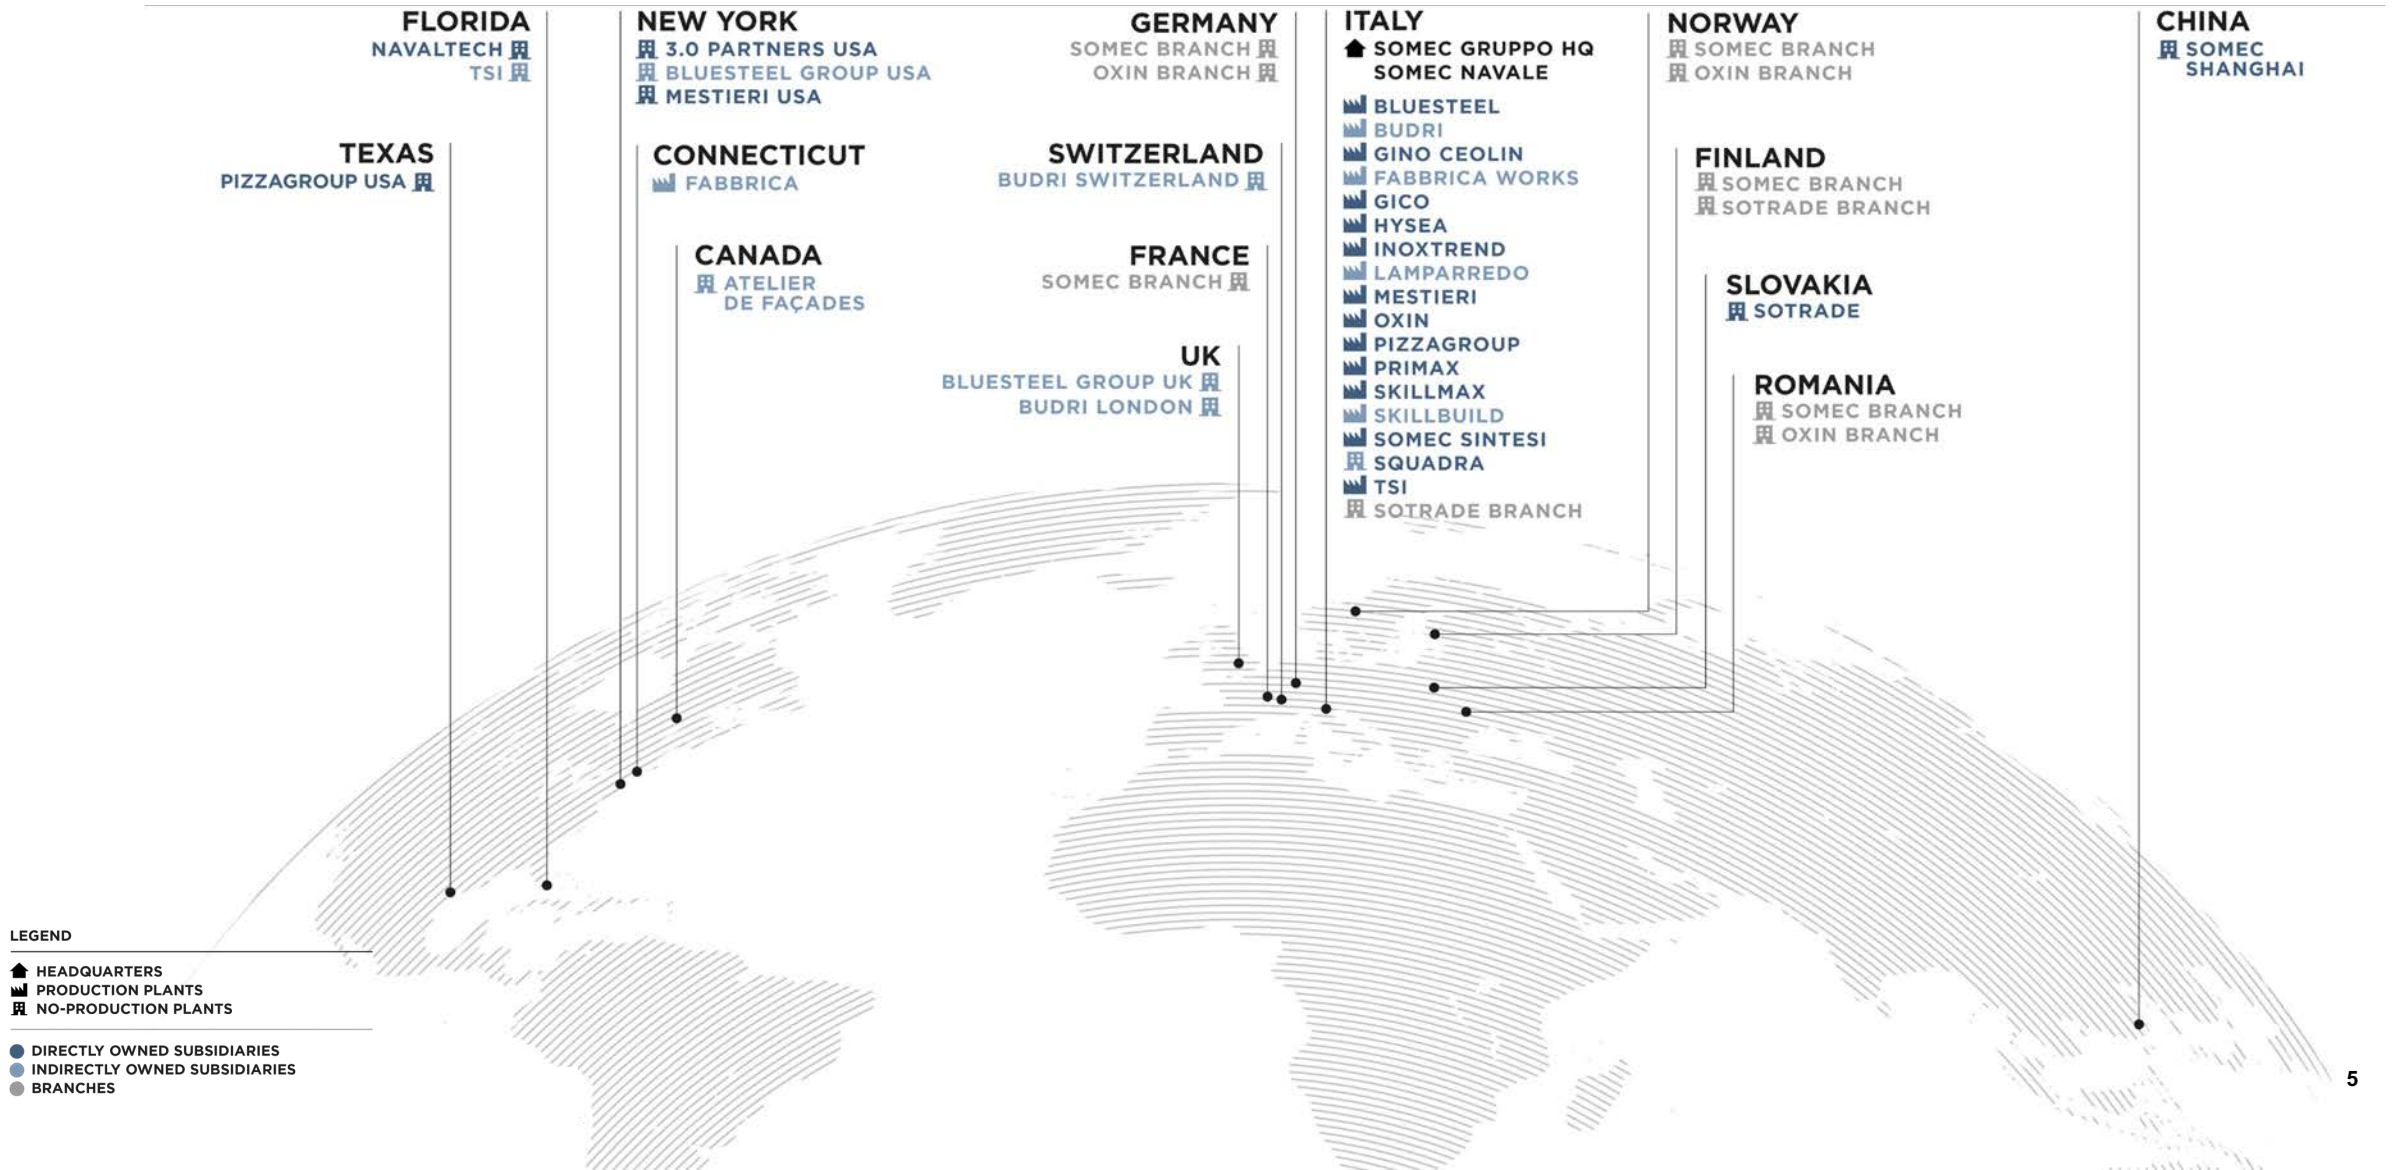 FLORIDA
NAVALTECH
TSI
NEW YORK
3.0 PARTNERS USA
BLUESTEEL GROUP USA
MESTIERI USA
GERMANY
SOMEC BRANCH
OXIN BRANCH
ITALY
SOMEC GRUPPO HQ
SOMEC NAVALE
BLUESTEEL
BUDRI
GINO CEOLIN
FABBRICA WORKS
GICO
HYSEA
INOXTREND
LAMPARREDO
MESTIERI
OXIN
PIZZAGROUP
PRIMAX
SKILLMAX
SKILLBUILD
SOMEC SINTESI
SQUADRA
TSI
SOTRADE BRANCH
NORWAY
SOMEC BRANCH
OXIN BRANCH
CHINA
SOMEC
SHANGHAI
TEXAS
PIZZAGROUP USA
CONNECTICUT
FABBRICA
SWITZERLAND
BUDRI SWITZERLAND
FINLAND
SOMEC BRANCH
SOTRADE BRANCH
CANADA
ATELIER
DE FAÇADES
FRANCE
SOMEC BRANCH
SLOVAKIA
SOTRADE
UK
BLUESTEEL GROUP UK
BUDRI LONDON
ROMANIA
SOMEC BRANCH
OXIN BRANCH
LEGEND
HEADQUARTERS
PRODUCTION PLANTS
NO-PRODUCTION PLANTS
DIRECTLY OWNED SUBSIDIARIES
INDIRECTLY OWNED SUBSIDIARIES
BRANCHES
5